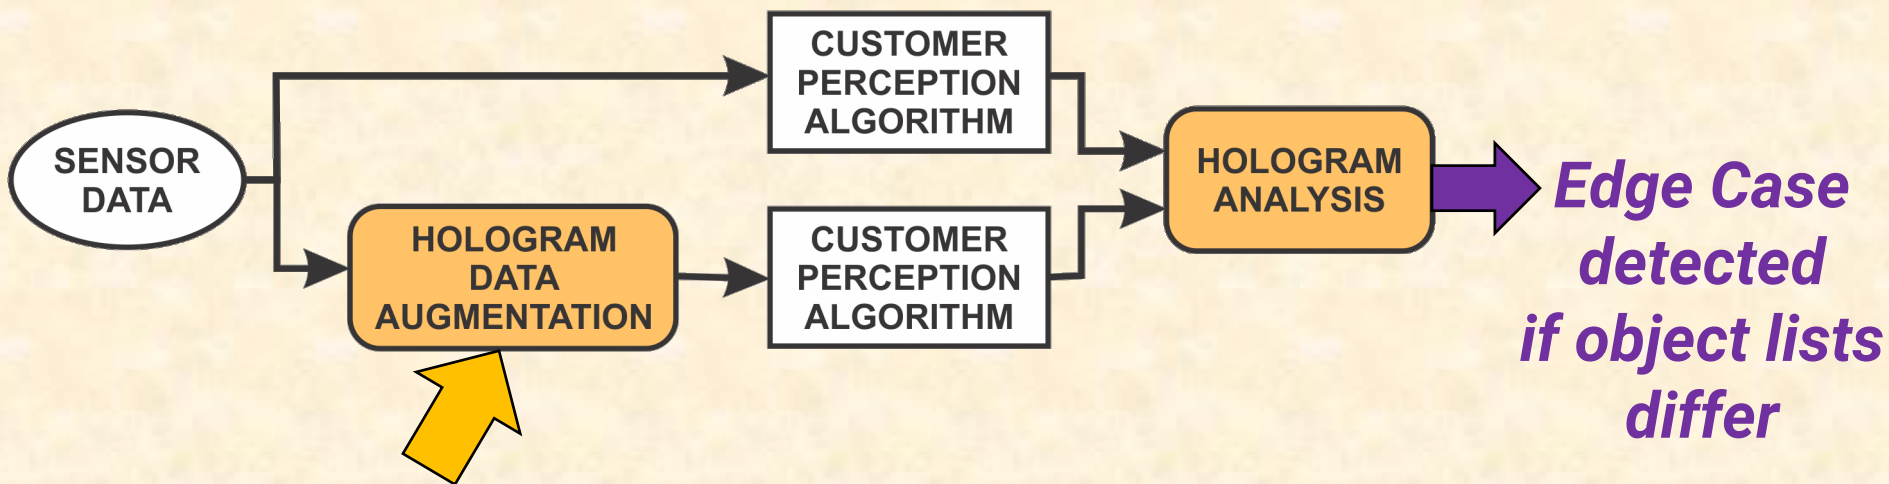 SENSOR
DATA
CUSTOMER
PERCEPTION
ALGORITHM
HOLOGRAM
DATA
AUGMENTATION
CUSTOMER
PERCEPTION
ALGORITHM
HOLOGRAM
ANALYSIS
Edge Case
detected
if object lists
differ